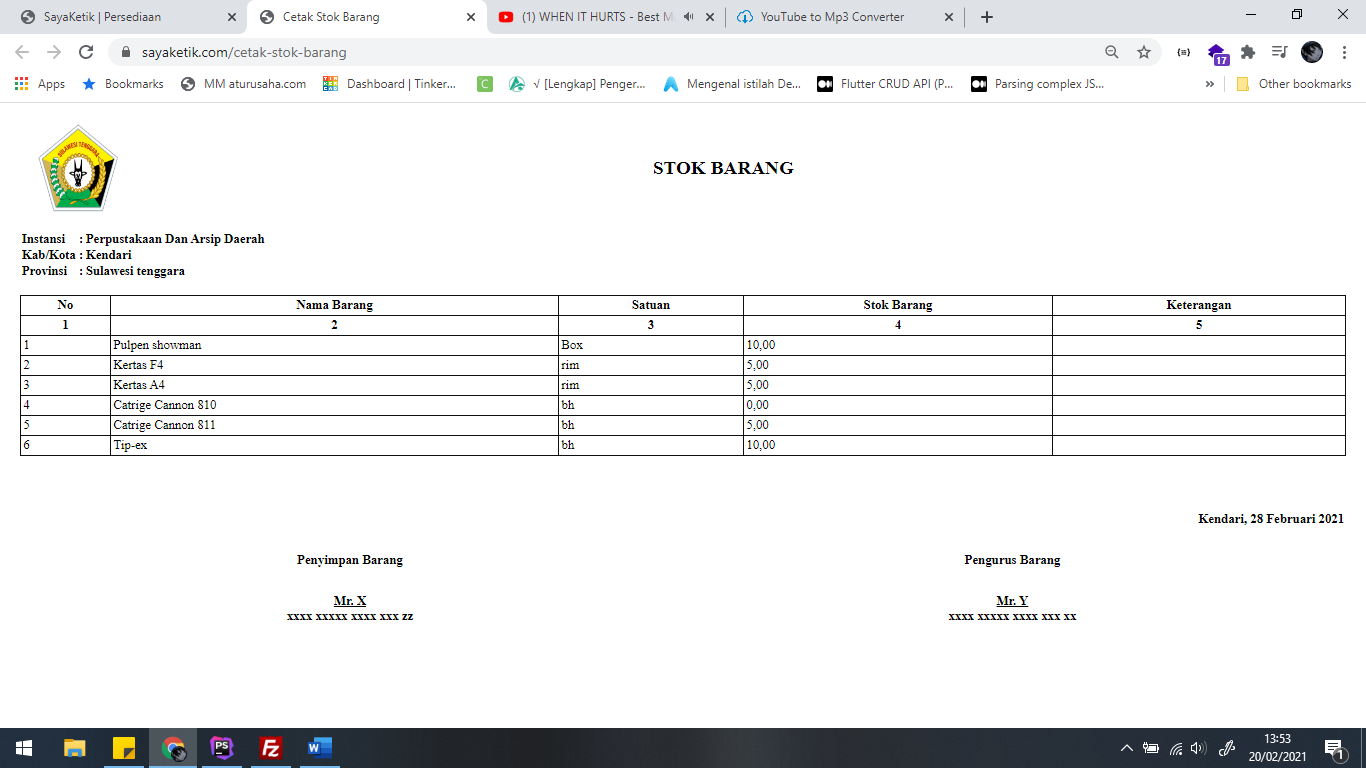 SayaKetik | Persediaan
Cetak Stok Barang
(1) WHEN IT HURTS - Best M
YouTube to Mp3 Converter
sayaketik.com/cetak-stok-barang
17
Apps
Bookmarks
MM aturusaha.com
Dashboard | Tinker...
C
√ [Lengkap] Penger...
Mengenal istilah De...
Flutter CRUD API (P...
Parsing complex JS...
»
Other bookmarks
SULAWESI TENGGARA
STOK BARANG
Instansi : Perpustakaan Dan Arsip Daerah
Kab/Kota : Kendari
Provinsi : Sulawesi tenggara
No Nama Barang Satuan Stok Barang Keterangan
1 2 3 4 5
1 Pulpen showman Box 10,00
2 Kertas F4 rim 5,00
3 Kertas A4 rim 5,00
4 Catrige Cannon 810 bh 0,00
5 Catrige Cannon 811 bh 5,00
6 Tip-ex bh 10,00
Kendari, 28 Februari 2021
Penyimpan Barang Pengurus Barang
Mr. X Mr. Y
xxxx xxxxx xxxx xxx zz xxxx xxxxx xxxx xxx xx
PS
Fz
W
13:53
20/02/2021
1